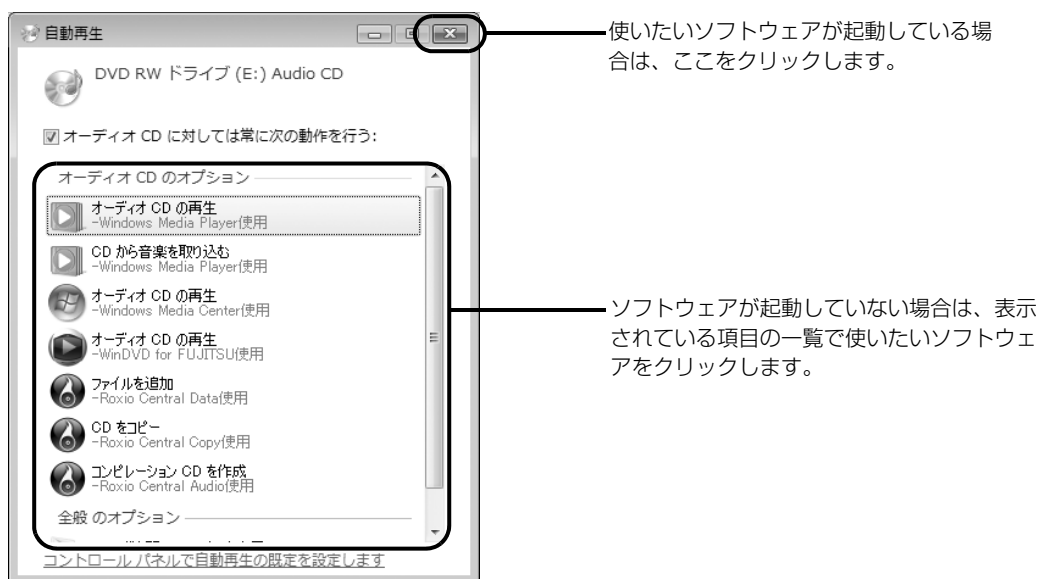 自動再生
DVD RW ドライブ (E:) Audio CD
オーディオ CD に対しては常に次の動作を行う:
オーディオ CD のオプション
オーディオ CD の再生
-Windows Media Player使用
CD から音楽を取り込む
-Windows Media Player使用
オーディオ CD の再生
-Windows Media Center使用
オーディオ CD の再生
-WinDVD for FUJITSU使用
ファイルを追加
-Roxio Central Data使用
CD をコピー
-Roxio Central Copy使用
コンピレーション CD を作成
-Roxio Central Audio使用
全般 のオプション
コントロール パネルで自動再生の既定を設定します
使いたいソフトウェアが起動している場
合は、ここをクリックします。
ソフトウェアが起動していない場合は、表示
されている項目の一覧で使いたいソフトウェ
アをクリックします。